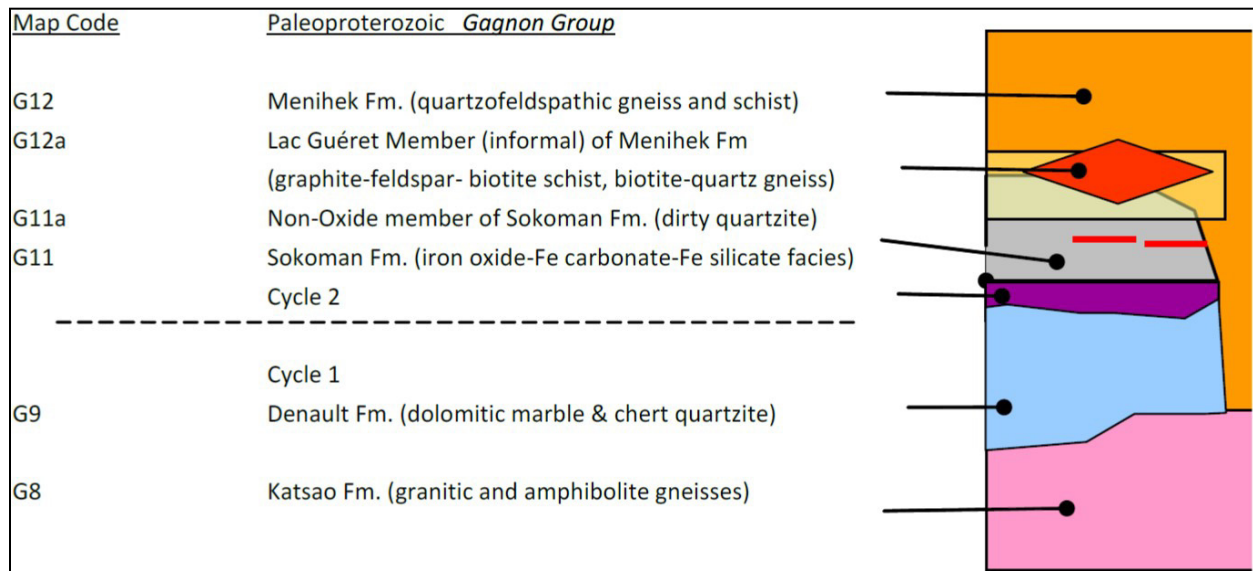 Map Code Paleoproterozoic Gagnon Group
G12 Menihek Fm. (quartzofeldspathic gneiss and schist)
G12a Lac Guéret Member (informal) of Menihek Fm
(graphite-feldspar- biotite schist, biotite-quartz gneiss)
G11a Non-Oxide member of Sokoman Fm. (dirty quartzite)
G11 Sokoman Fm. (iron oxide-Fe carbonate-Fe silicate facies)
Cycle 2
Cycle 1
G9 Denault Fm. (dolomitic marble & chert quartzite)
G8 Katsao Fm. (granitic and amphibolite gneisses)